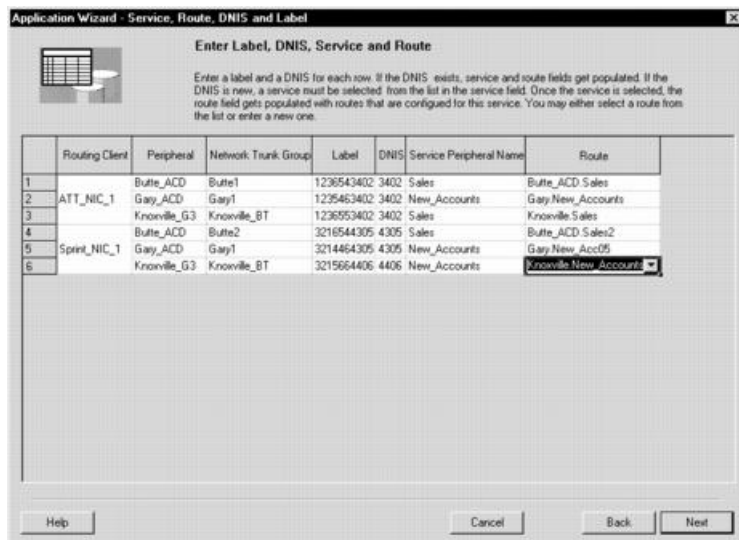 Application Wizard - Service, Route, DNIS and Label
Enter Label, DNIS, Service and Route
Enter a label and a DNIS for each row. If the DNIS exists, service and route fields get populated. If the
DNIS is new, a service must be selected from the list in the service field. Once the service is selected, the
route field gets populated with routes that are configued for this service. You may either select a route from
the list or enter a new one.
Routing Client Peripheral Network Trunk Group Label DNIS Service Peripheral Name Route
1 Butte_ACD Butte1 1236543402 3402 Sales Butte_ACD.Sales
2 ATT_NIC_1 Gary_ACD Gary1 1235463402 3402 New_Accounts Gary.New_Accounts
3 Knoxville_G3 Knoxville_BT 1236553402 3402 Sales Knoxville.Sales
4 Butte_ACD Butte2 3216544305 4305 Sales Butte_ACD.Sales2
5 Sprint_NIC_1 Gary_ACD Gary1 3214464305 4305 New_Accounts Gary.New_Acc05
6 Knoxville_G3 Knoxville_BT 3215664406 4406 New_Accounts Knoxville.New_Accounts
Help Cancel Back Next